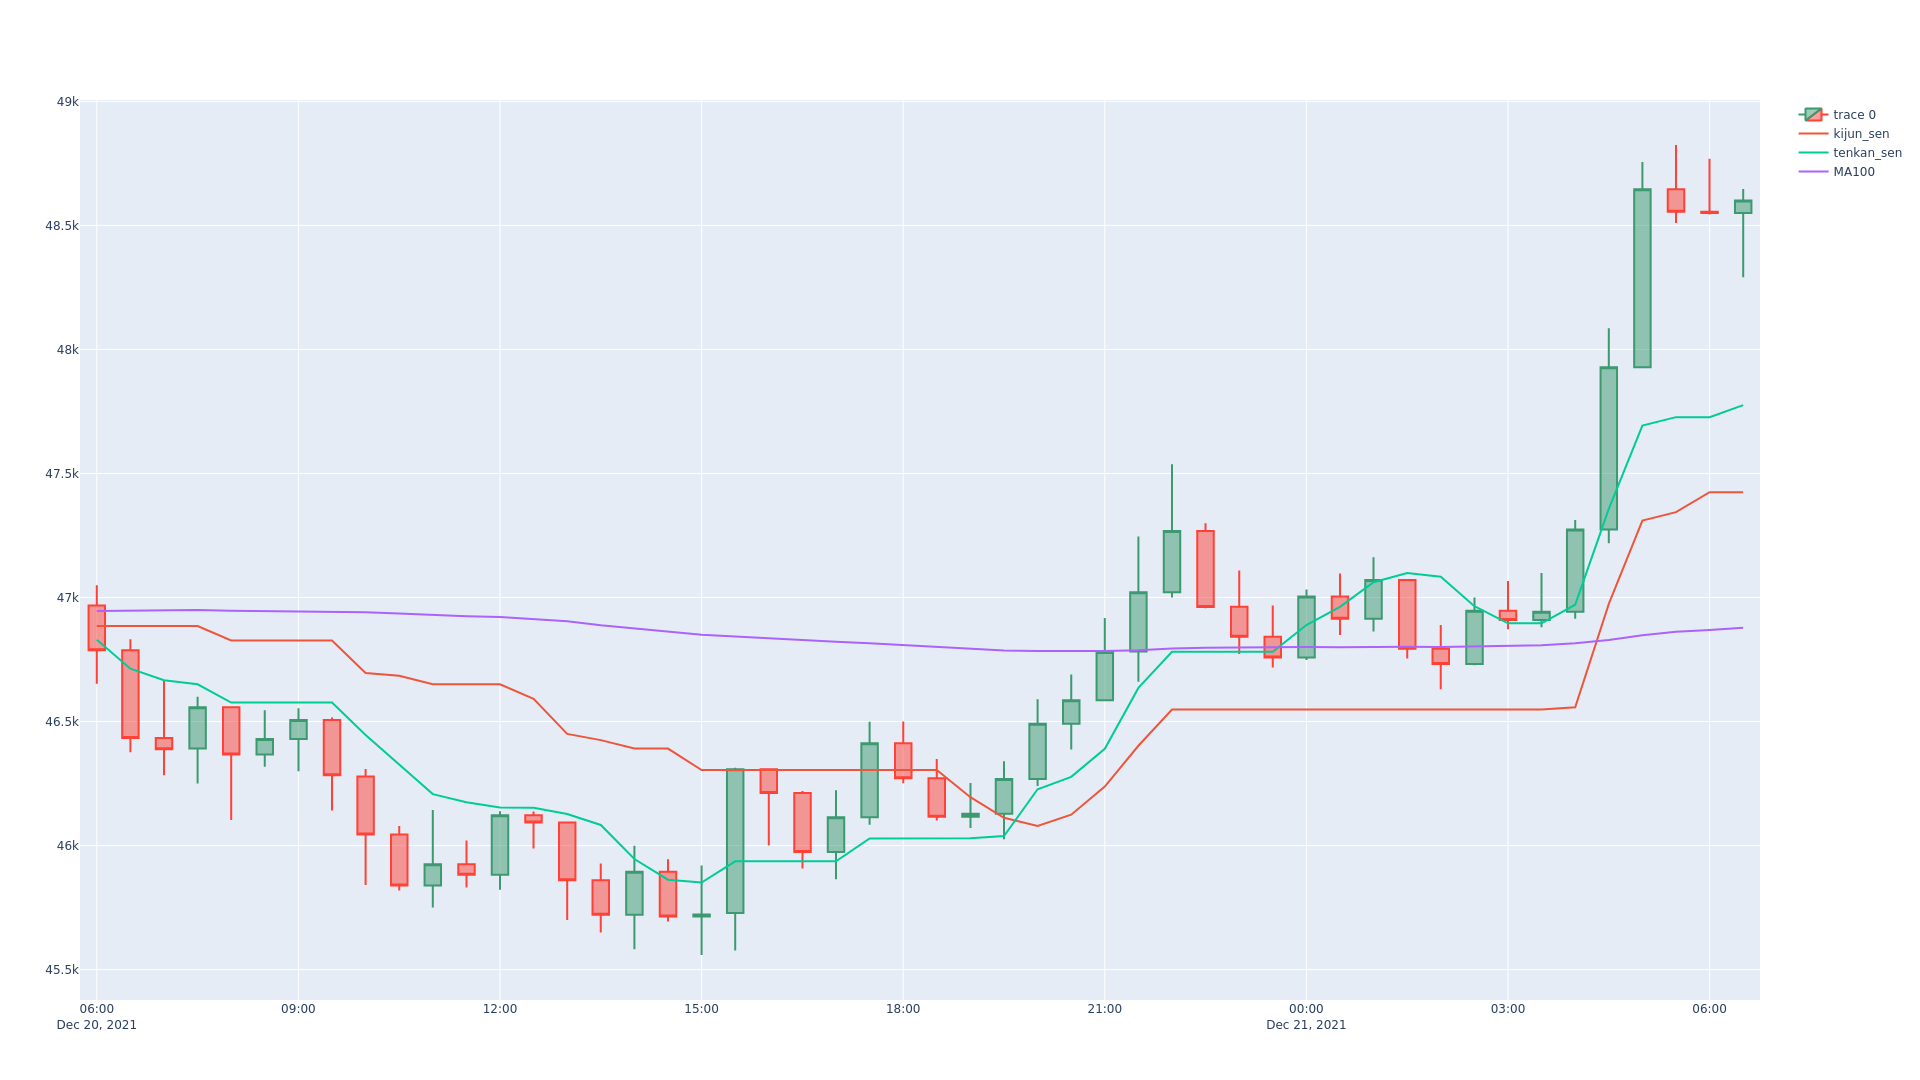 49k
48.5k
48k
47.5k
47k
46.5k
46k
45.5k
06:00 09:00 12:00 15:00 18:00 21:00 00:00 03:00 06:00
Dec 20, 2021 Dec 21, 2021
trace 0
kijun_sen
tenkan_sen
MA100